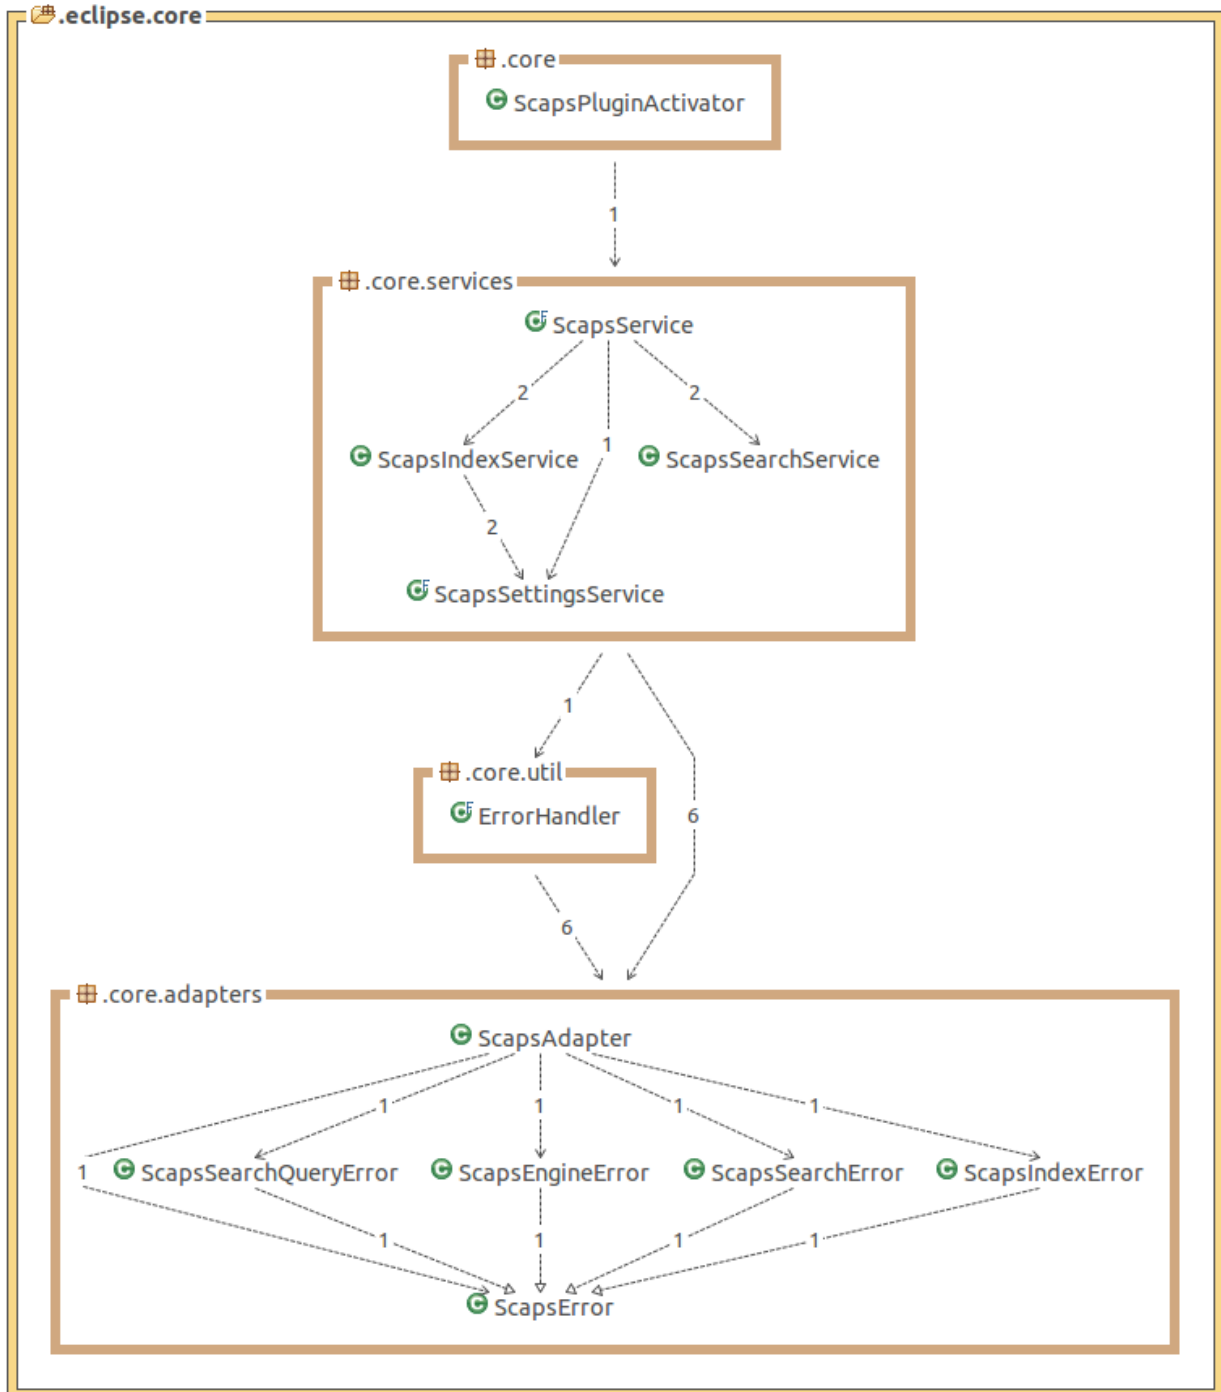 .eclipse.core
.core
ScapsPluginActivator
1
.core.services
ScapsService
2
2
1
ScapsIndexService
ScapsSearchService
2
ScapsSettingsService
1
.core.util
ErrorHandler
6
6
.core.adapters
ScapsAdapter
1
1
1
1
1
ScapsSearchQueryError
ScapsEngineError
ScapsSearchError
ScapsIndexError
1
1
1
1
ScapsError